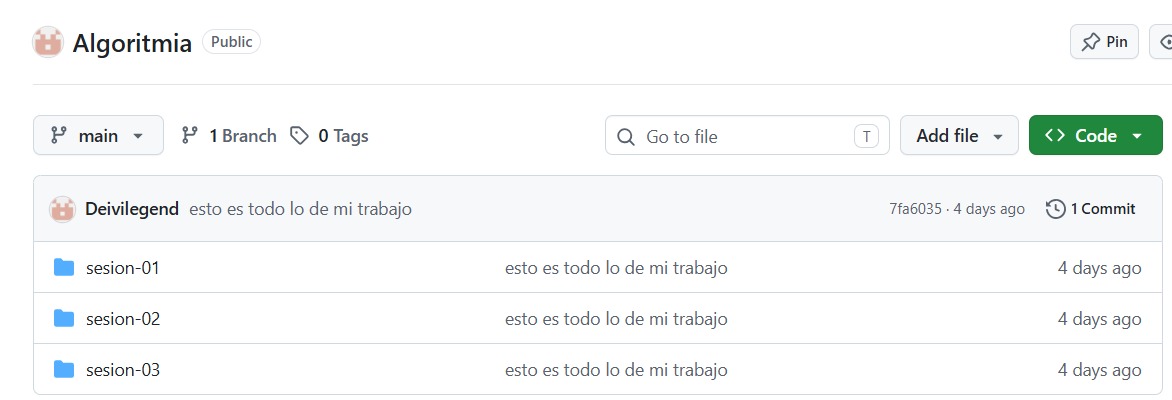 Algoritmia Public Pin
main 1 Branch 0 Tags Go to file T Add file Code
Deivilegend esto es todo lo de mi trabajo 7fa6035 · 4 days ago 1 Commit
sesion-01 esto es todo lo de mi trabajo 4 days ago
sesion-02 esto es todo lo de mi trabajo 4 days ago
sesion-03 esto es todo lo de mi trabajo 4 days ago